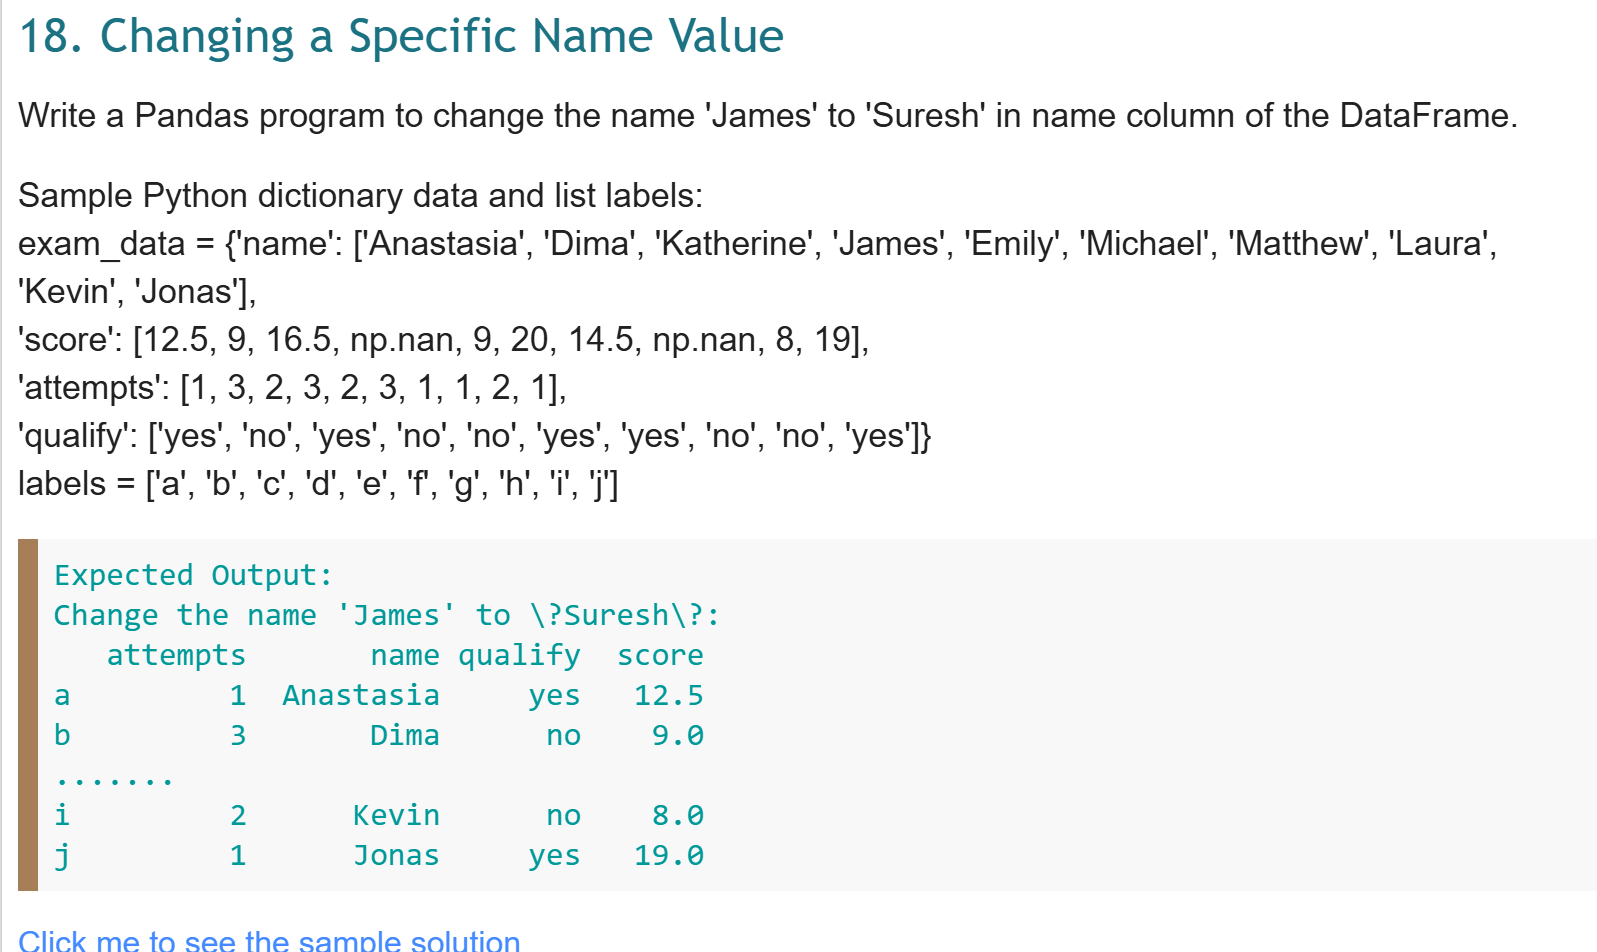 18. Changing a Specific Name Value
Write a Pandas program to change the name 'James' to 'Suresh' in name column of the DataFrame.
Sample Python dictionary data and list labels:
exam_data = {'name': ['Anastasia', 'Dima', 'Katherine', 'James', 'Emily', 'Michael', 'Matthew', 'Laura',
'Kevin', 'Jonas'],
'score': [12.5, 9, 16.5, np.nan, 9, 20, 14.5, np.nan, 8, 19],
'attempts': [1, 3, 2, 3, 2, 3, 1, 1, 2, 1],
'qualify': ['yes', 'no', 'yes', 'no', 'no', 'yes', 'yes', 'no', 'no', 'yes']}
labels = ['a', 'b', 'c', 'd', 'e', 'f', 'g', 'h', 'i', 'j']
Expected Output:
Change the name 'James' to \?Suresh\?:
   attempts       name qualify  score
a         1  Anastasia     yes   12.5
b         3       Dima      no    9.0
.......
i         2      Kevin      no    8.0
j         1      Jonas     yes   19.0
Click me to see the sample solution